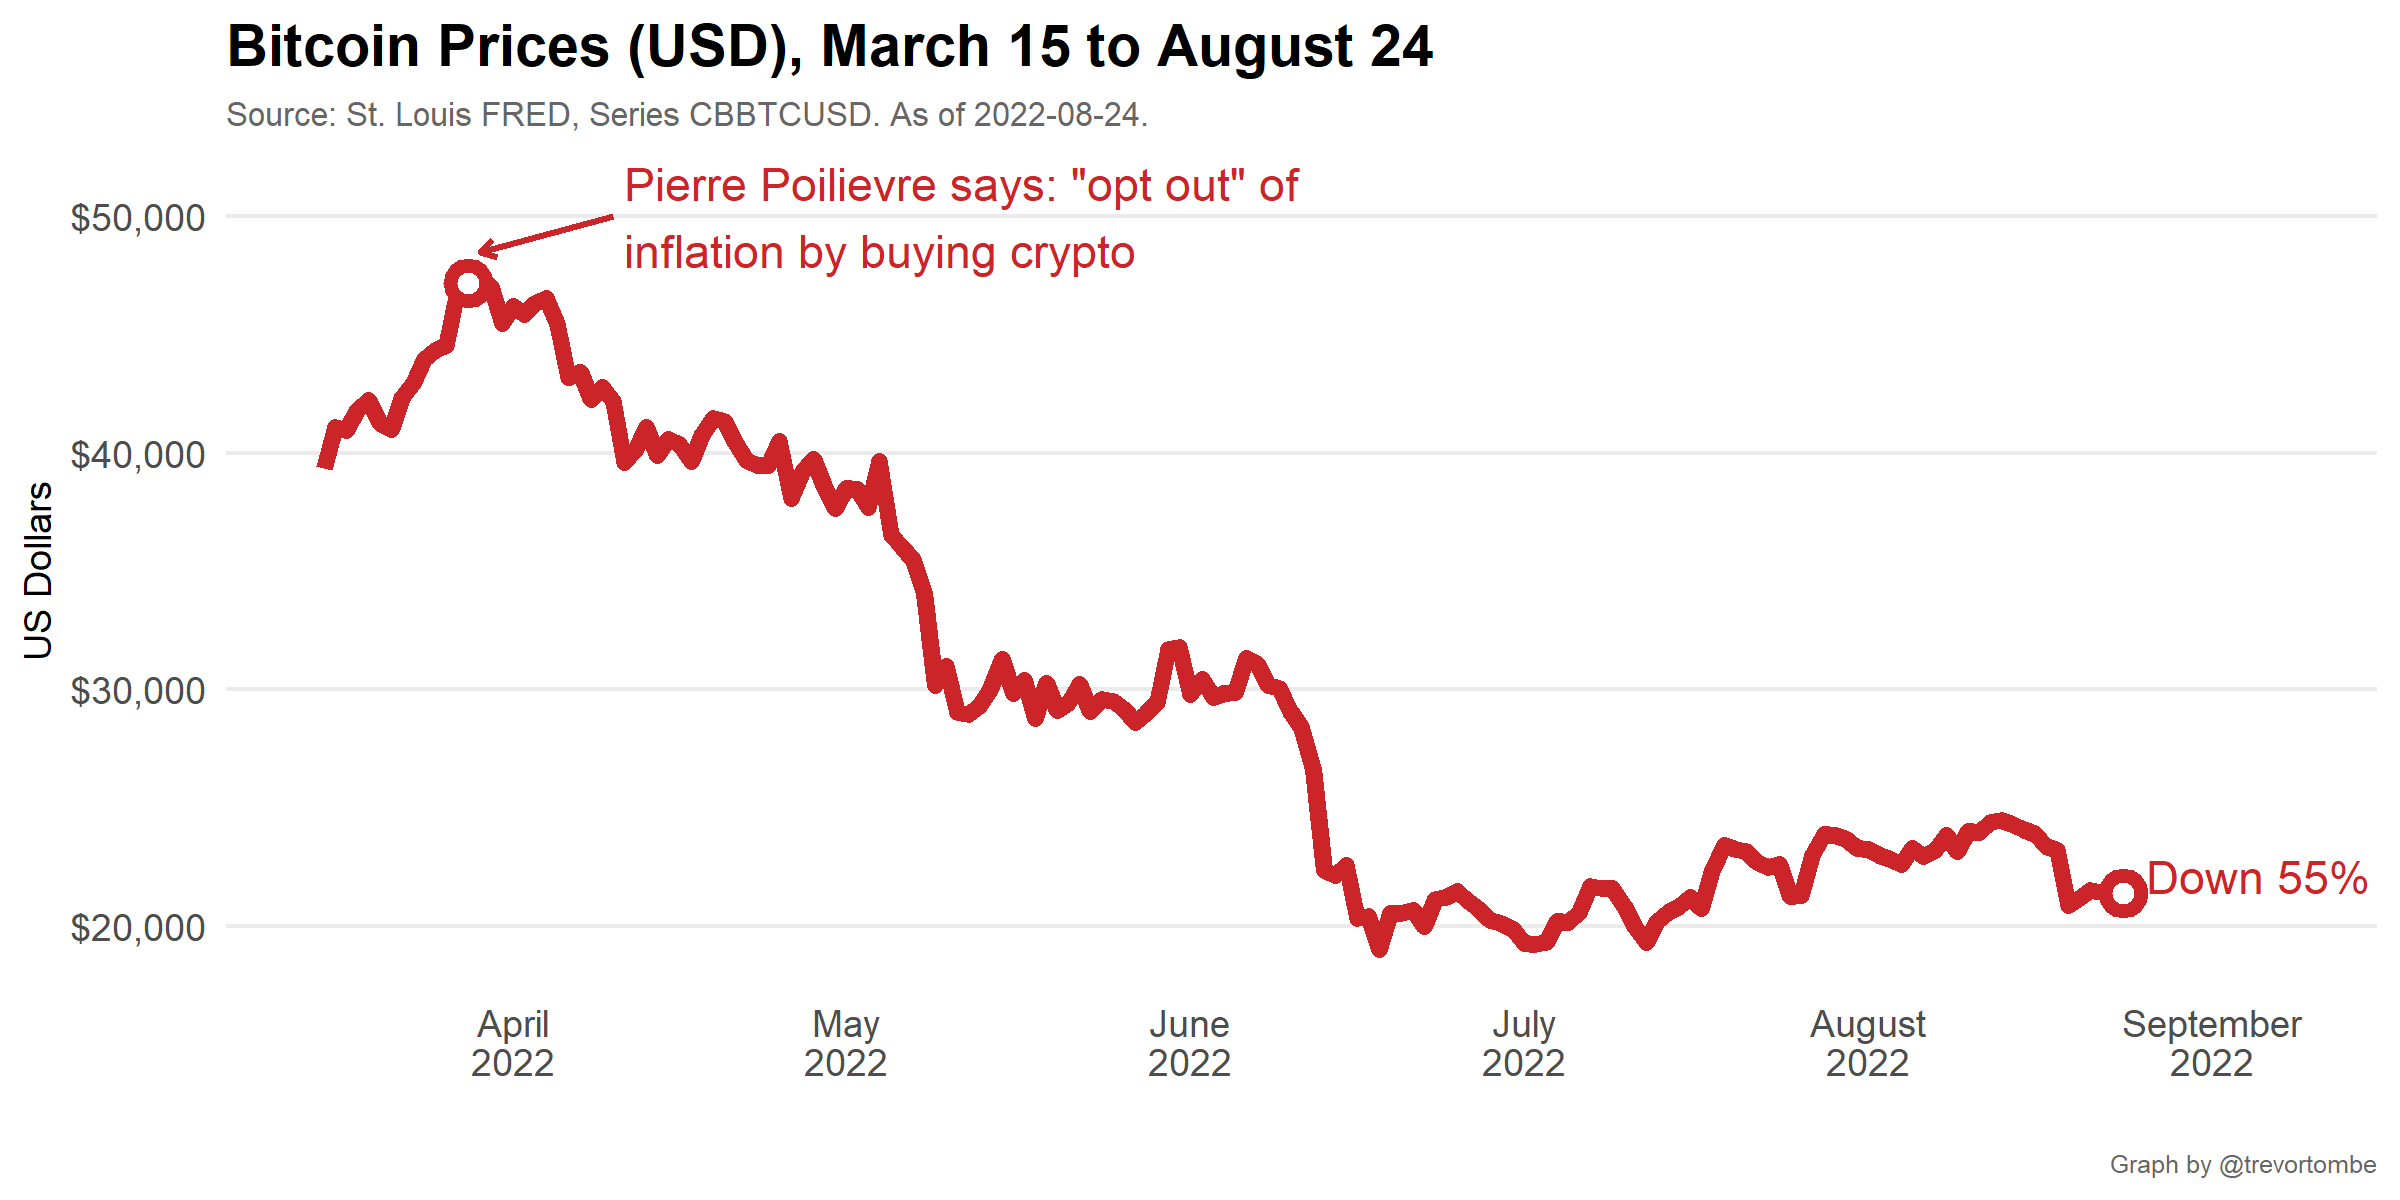 Bitcoin Prices (USD), March 15 to August 24
Source: St. Louis FRED, Series CBBTCUSD. As of 2022-08-24.
Pierre Poilievre says: "opt out" of
inflation by buying crypto
$50,000
$40,000
$30,000
$20,000
US Dollars
Down 55%
April
2022
May
2022
June
2022
July
2022
August
2022
September
2022
Graph by @trevortombe